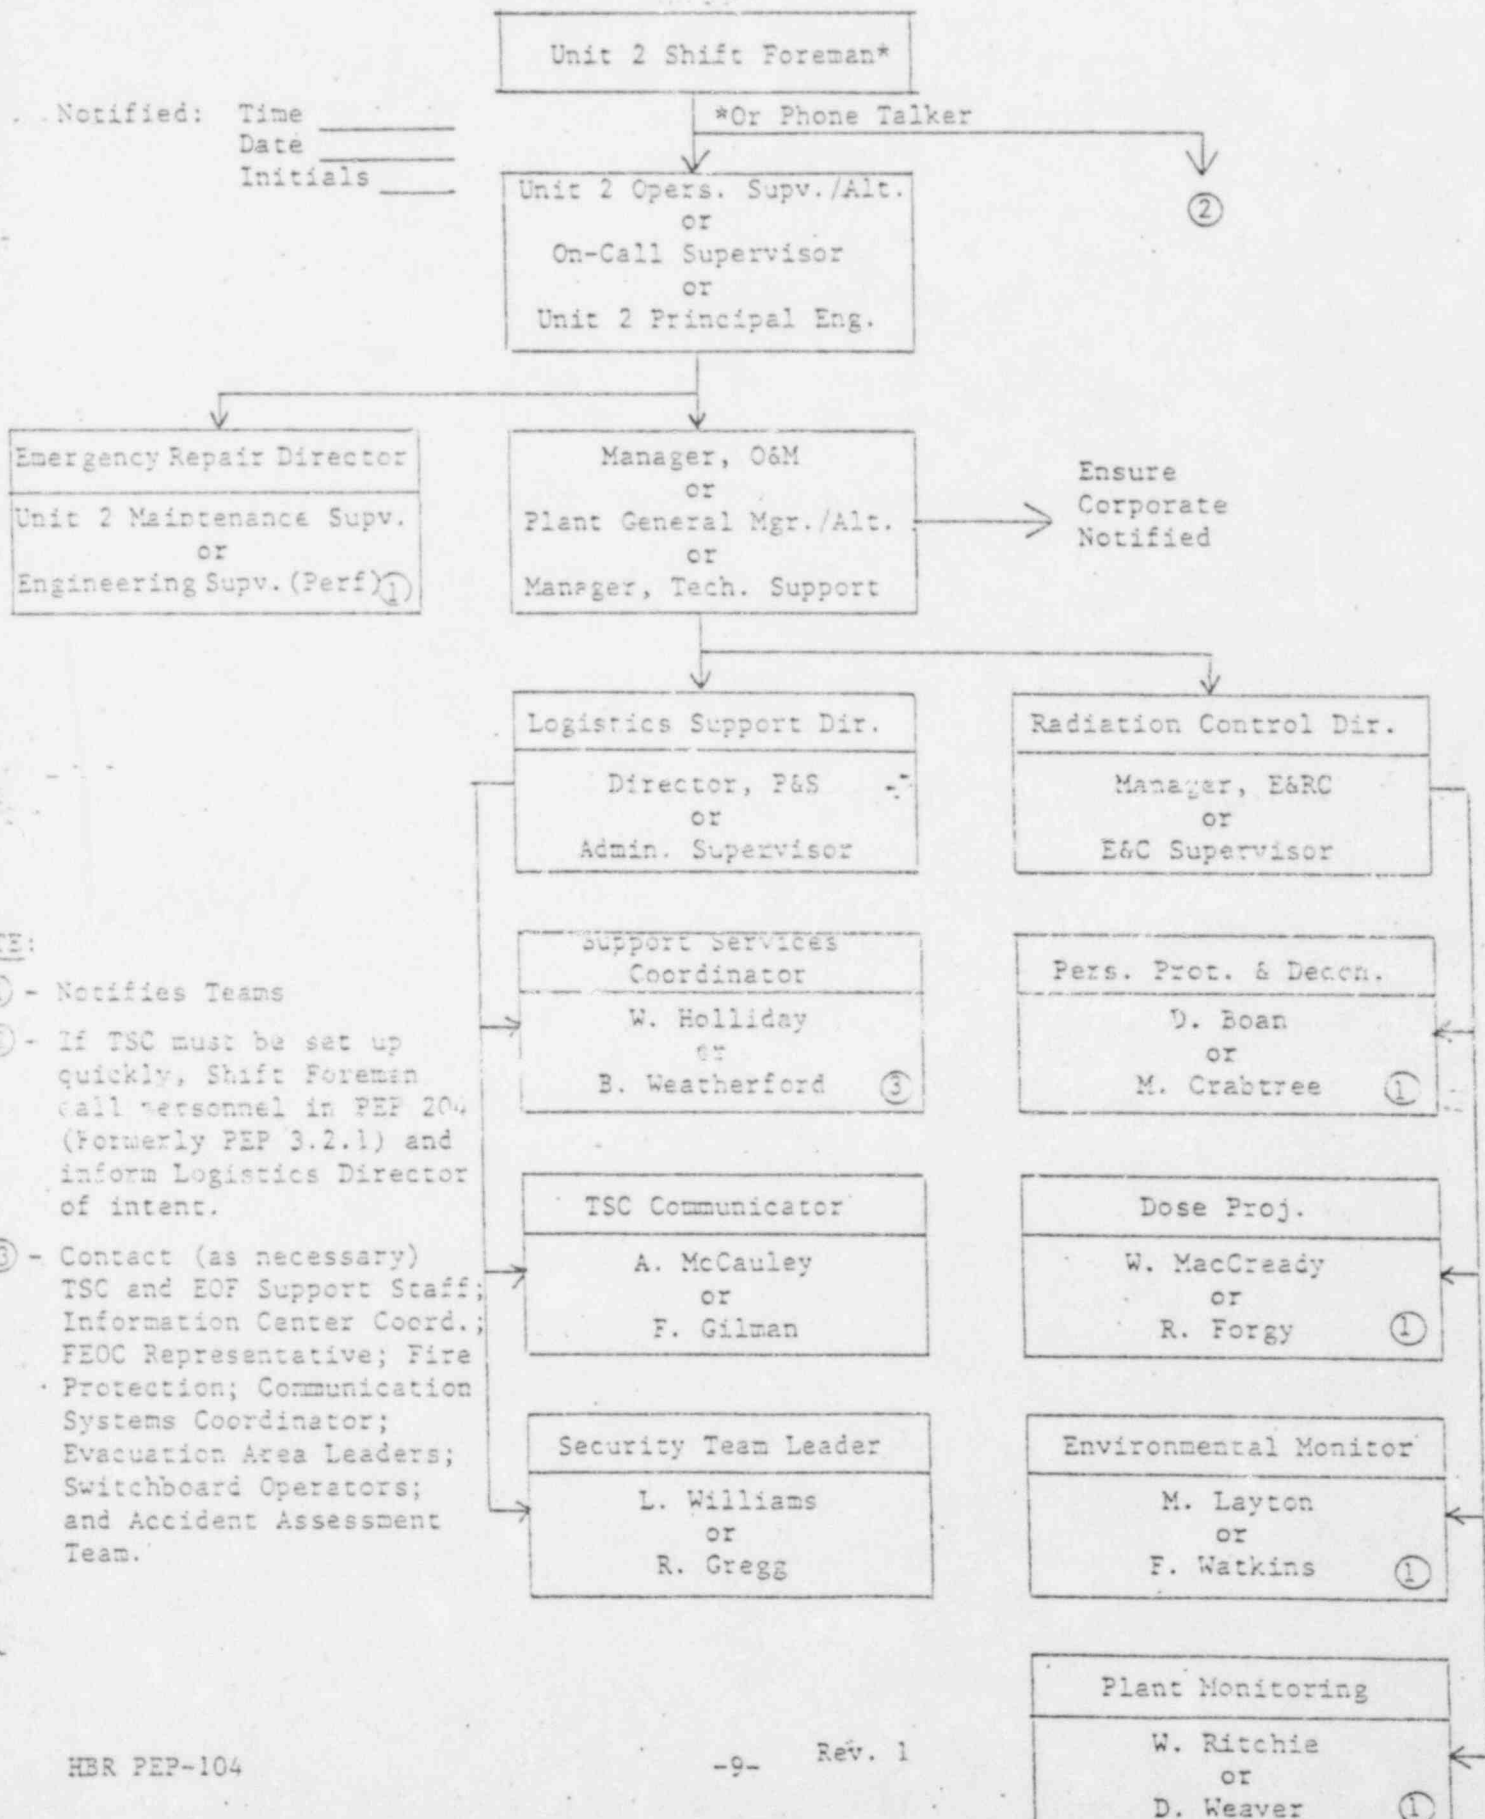 Unit 2 Shift Foreman*
Notified: Time
Date
Initials
*Or Phone Talker
Unit 2 Opers. Supv./Alt.
or
On-Call Supervisor
or
Unit 2 Principal Eng.
②
Emergency Repair Director
Unit 2 Maintenance Supv.
or
Engineering Supv. (Perf) ①
Manager, O&M
or
Plant General Mgr./Alt.
or
Manager, Tech. Support
Ensure
Corporate
Notified
Logistics Support Dir.
Director, P&S
or
Admin. Supervisor
Radiation Control Dir.
Manager, E&RC
or
E&C Supervisor
TE:
- Notifies Teams
- If TSC must be set up
quickly, Shift Foreman
call personnel in PEP 204
(Formerly PEP 3.2.1) and
inform Logistics Director
of intent.
③ - Contact (as necessary)
TSC and EOF Support Staff;
Information Center Coord.;
FEOC Representative; Fire
Protection; Communication
Systems Coordinator;
Evacuation Area Leaders;
Switchboard Operators;
and Accident Assessment
Team.
Support Services
Coordinator
W. Holliday
or
B. Weatherford ③
TSC Communicator
A. McCauley
or
F. Gilman
Security Team Leader
L. Williams
or
R. Gregg
Pers. Prot. & Decon.
D. Boan
or
M. Crabtree ①
Dose Proj.
W. MacCready
or
R. Forgy ①
Environmental Monitor
M. Layton
or
F. Watkins ①
Plant Monitoring
W. Ritchie
or
D. Weaver ①
HBR PEP-104
-9-
Rev. 1